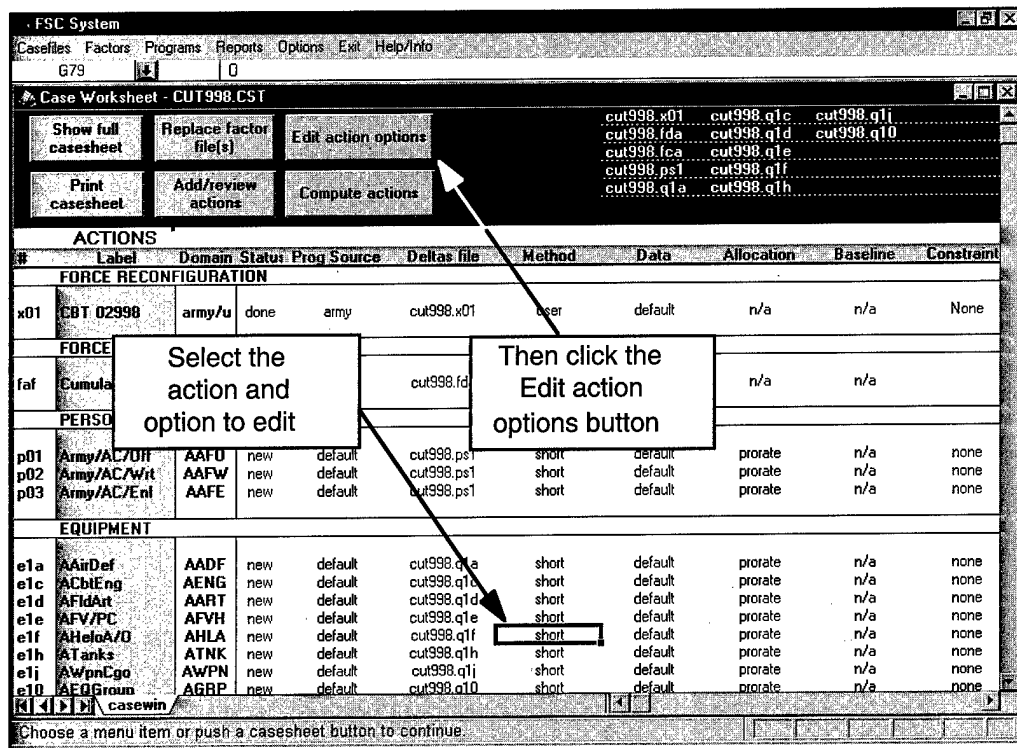 FSC System
Casefiles Factors Programs Reports Options Exit Help/Info
G79 0
Case Worksheet - CUT998.CST
Show full casesheet
Replace factor file(s)
Edit action options
Print casesheet
Add/review actions
Compute actions
cut998.x01 cut998.q1c cut998.q1j
cut998.fda cut998.q1d cut998.q10
cut998.fca cut998.q1e
cut998.ps1 cut998.q1f
cut998.q1a cut998.q1h
ACTIONS
# Label Domain Status Prog Source Deltas file Method Data Allocation Baseline Constraint
FORCE RECONFIGURATION
x01 CBT 02998 army/u done army cut998.x01 user default n/a n/a None
FORCE
Select the
action and
option to edit
Then click the
Edit action
options button
faf Cumula cut998.fd n/a n/a
PERSO
p01 Army/AC/Off AAFO new default cut998.ps1 short default prorate n/a none
p02 Army/AC/Wrt AAFW new default cut998.ps1 short default prorate n/a none
p03 Army/AC/Enl AAFE new default cut998.ps1 short default prorate n/a none
EQUIPMENT
e1a AAirDef AADF new default cut998.q1a short default prorate n/a none
e1c ACbtEng AENG new default cut998.q1c short default prorate n/a none
e1d AFldArt AART new default cut998.q1d short default prorate n/a none
e1e AFV/PC AFVH new default cut998.q1e short default prorate n/a none
e1f AHeloA/O AHLA new default cut998.q1f short default prorate n/a none
e1h ATanks ATNK new default cut998.q1h short default prorate n/a none
e1j AWpnCgo AWPN new default cut998.q1j short default prorate n/a none
e10 AEQGroup AGRP new default cut998.q10 short default prorate n/a none
casewin
Choose a menu item or push a casesheet button to continue.